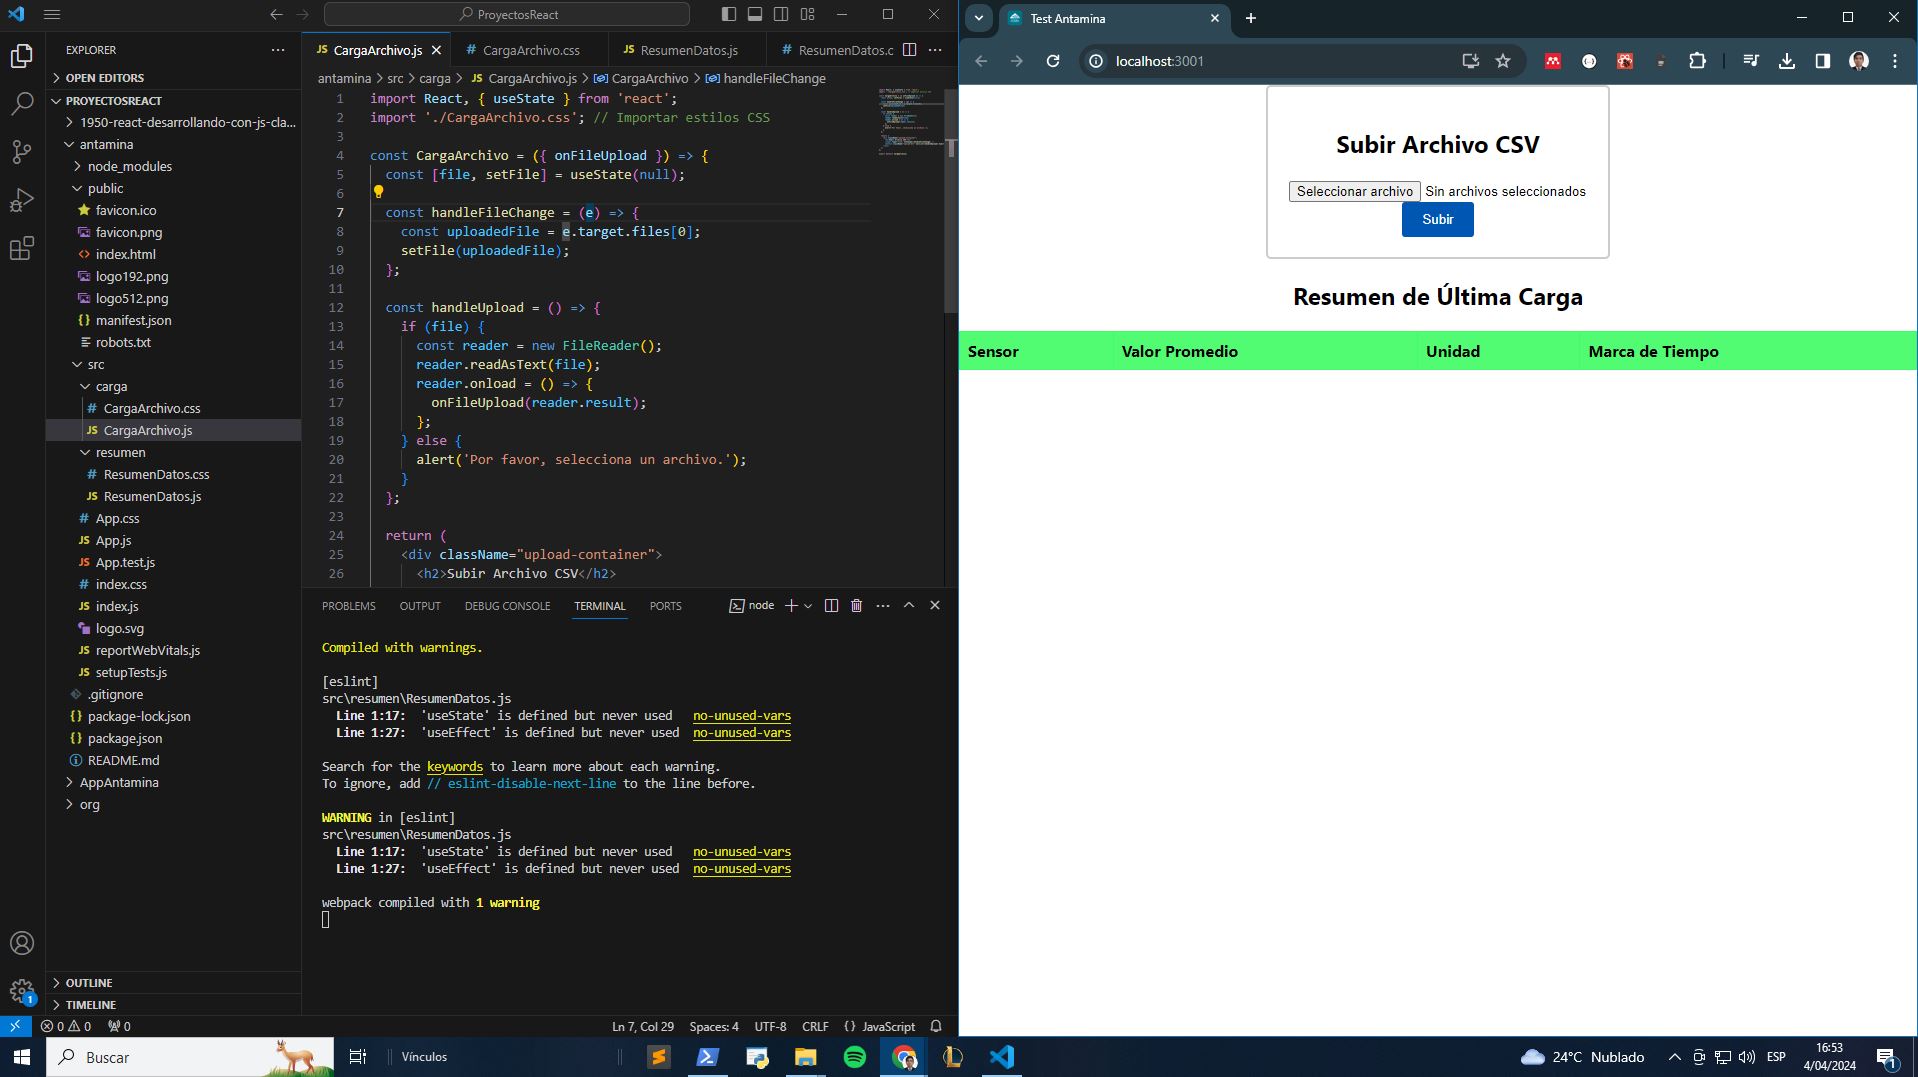 ProyectosReact
EXPLORER
OPEN EDITORS
PROYECTOSREACT
1950-react-desarrollando-con-js-cla...
antamina
node_modules
public
favicon.ico
favicon.png
index.html
logo192.png
logo512.png
manifest.json
robots.txt
src
carga
CargaArchivo.css
CargaArchivo.js
resumen
ResumenDatos.css
ResumenDatos.js
App.css
App.js
App.test.js
index.css
index.js
logo.svg
reportWebVitals.js
setupTests.js
.gitignore
package-lock.json
package.json
README.md
AppAntamina
org
OUTLINE
TIMELINE
JS CargaArchivo.js # CargaArchivo.css JS ResumenDatos.js # ResumenDatos.c
antamina > src > carga > JS CargaArchivo.js > CargaArchivo > handleFileChange
1 import React, { useState } from 'react';
2 import './CargaArchivo.css'; // Importar estilos CSS
3
4 const CargaArchivo = ({ onFileUpload }) => {
5 const [file, setFile] = useState(null);
6
7 const handleFileChange = (e) => {
8 const uploadedFile = e.target.files[0];
9 setFile(uploadedFile);
10 };
11
12 const handleUpload = () => {
13 if (file) {
14 const reader = new FileReader();
15 reader.readAsText(file);
16 reader.onload = () => {
17 onFileUpload(reader.result);
18 };
19 } else {
20 alert('Por favor, selecciona un archivo.');
21 }
22 };
23
24 return (
25 <div className="upload-container">
26 <h2>Subir Archivo CSV</h2>
PROBLEMS OUTPUT DEBUG CONSOLE TERMINAL PORTS node
Compiled with warnings.
[eslint]
src\resumen\ResumenDatos.js
Line 1:17: 'useState' is defined but never used no-unused-vars
Line 1:27: 'useEffect' is defined but never used no-unused-vars
Search for the keywords to learn more about each warning.
To ignore, add // eslint-disable-next-line to the line before.
WARNING in [eslint]
src\resumen\ResumenDatos.js
Line 1:17: 'useState' is defined but never used no-unused-vars
Line 1:27: 'useEffect' is defined but never used no-unused-vars
webpack compiled with 1 warning
1
0 0 0 Ln 7, Col 29 Spaces: 4 UTF-8 CRLF {} JavaScript
Test Antamina
localhost:3001
Subir Archivo CSV
Seleccionar archivo Sin archivos seleccionados
Subir
Resumen de Última Carga
Sensor Valor Promedio Unidad Marca de Tiempo
Buscar
Vínculos
24°C Nublado
ESP
16:53
4/04/2024
1